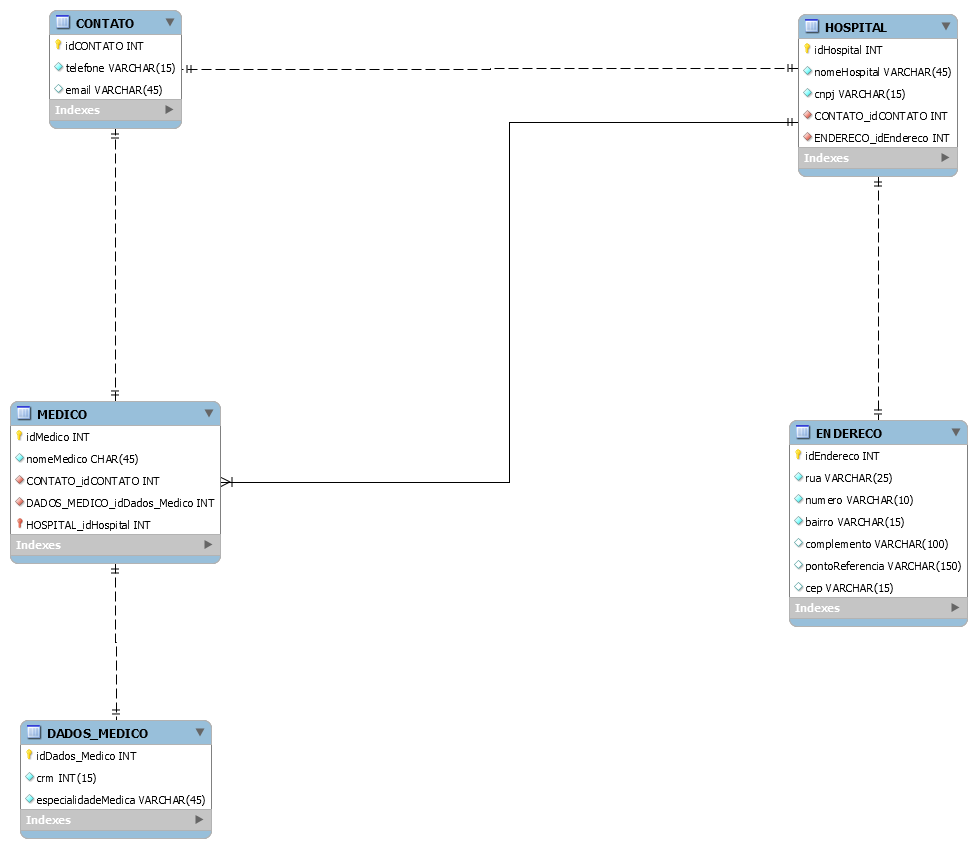 CONTATO
idCONTATO INT
telefone VARCHAR(15)
email VARCHAR(45)
Indexes
HOSPITAL
idHospital INT
nomeHospital VARCHAR(45)
cnpj VARCHAR(15)
CONTATO_idCONTATO INT
ENDERECO_idEndereco INT
Indexes
MEDICO
idMedico INT
nomeMedico CHAR(45)
CONTATO_idCONTATO INT
DADOS_MEDICO_idDados_Medico INT
HOSPITAL_idHospital INT
Indexes
ENDERECO
idEndereco INT
rua VARCHAR(25)
numero VARCHAR(10)
bairro VARCHAR(15)
complemento VARCHAR(100)
pontoReferencia VARCHAR(150)
cep VARCHAR(15)
Indexes
DADOS_MEDICO
idDados_Medico INT
crm INT(15)
especialidadeMedica VARCHAR(45)
Indexes